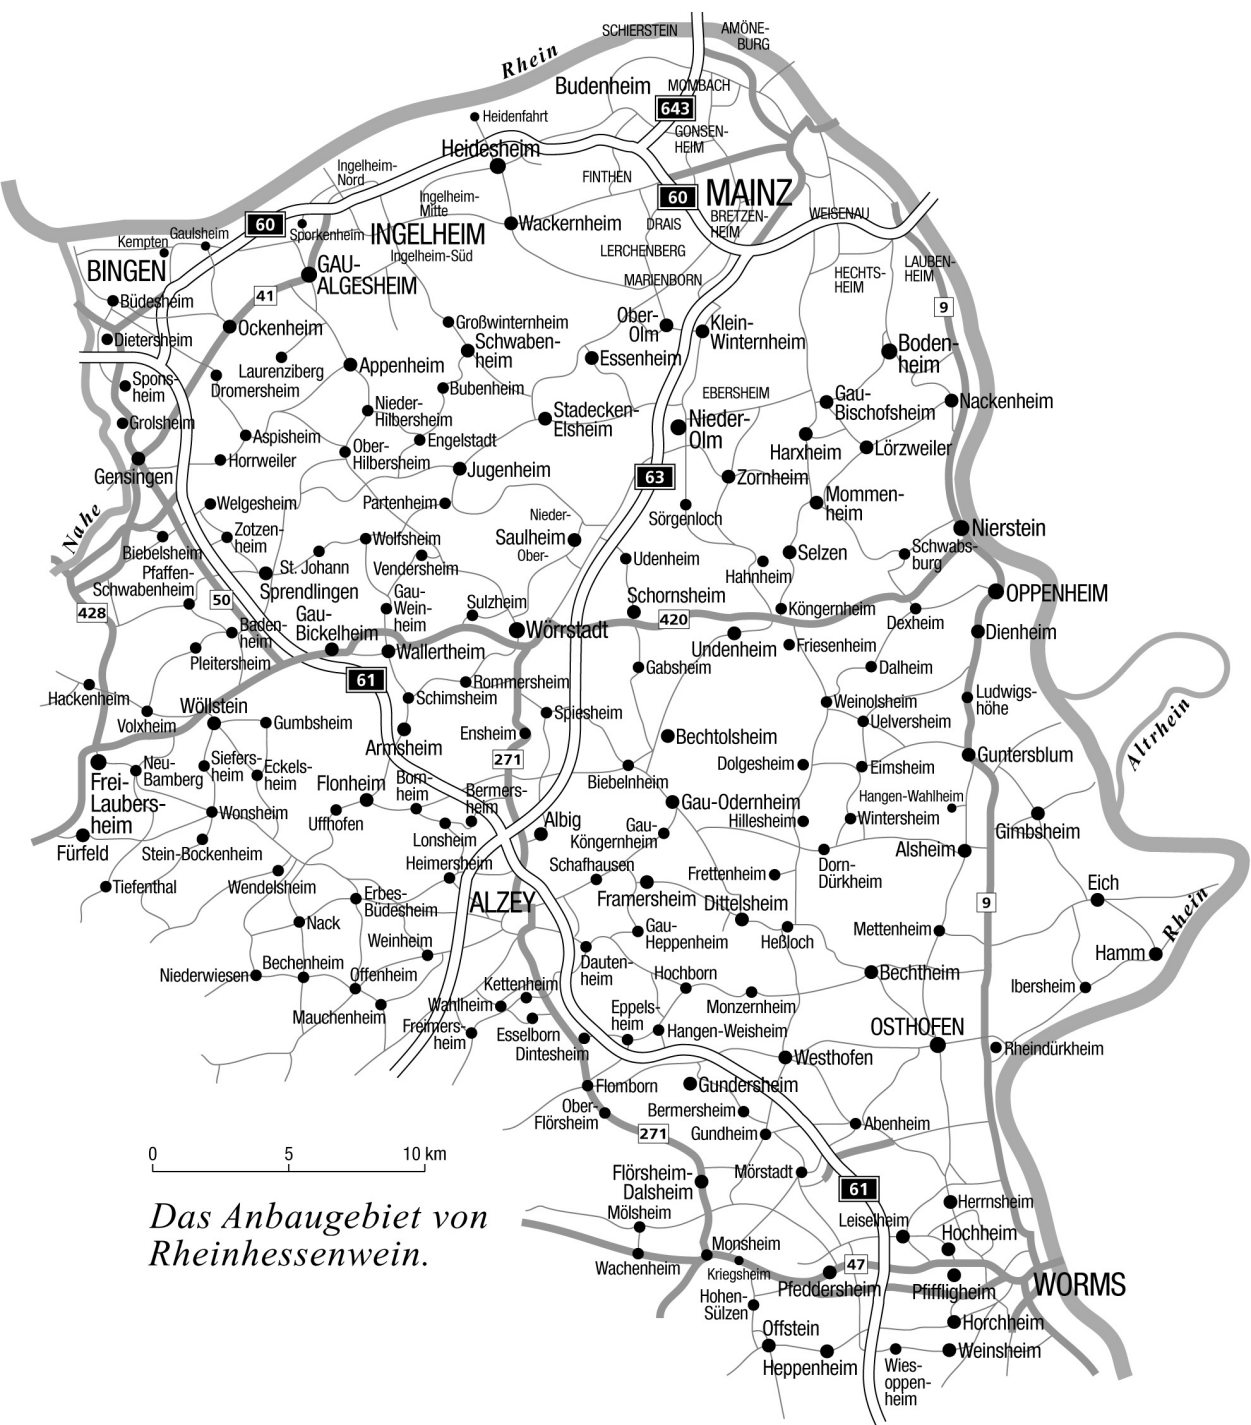 SCHIERSTEIN
AMÖNE-
BURG
Rhein
Budenheim
MOMBACH
643
Heidenfahrt
GONSEN-
HEIM
Heidesheim
Ingelheim-
Nord
FINTHEN
60
MAINZ
Ingelheim-
Mitte
60
Wackernheim
DRAIS
BRETZEN-
HEIM
WEISENAU
Kempten
Gaulsheim
Sporkenheim
INGELHEIM
Ingelheim-Süd
LERCHENBERG
BINGEN
GAU-
ALGESHEIM
MARIENBORN
HECHTS-
HEIM
LAUBEN-
HEIM
Büdesheim
41
9
Ockenheim
Großwinternheim
Ober-
Olm
Klein-
Winternheim
Dietersheim
Schwaben-
heim
Essenheim
Boden-
heim
Laurenziberg
Appenheim
Spons-
heim
Dromersheim
Bubenheim
EBERSHEIM
Nieder-
Hilbersheim
Stadecken-
Elsheim
Gau-
Bischofsheim
Nackenheim
Grolsheim
Nieder-
Olm
Aspisheim
Ober-
Hilbersheim
Engelstadt
Harxheim
Lörzweiler
Gensingen
Horrweiler
Jugenheim
63
Zornheim
Welgesheim
Partenheim
Sörgenloch
Mommen-
heim
Nahe
Nieder-
Saulheim
Ober-
Nierstein
Zotzen-
heim
Biebelsheim
Wolfsheim
St. Johann
Vendersheim
Udenheim
Selzen
Schwabs-
burg
Hahnheim
Pfaffen-
Schwabenheim
Sprendlingen
50
428
Gau-
Wein-
heim
Sulzheim
Schornsheim
420
Köngernheim
Dexheim
OPPENHEIM
Gau-
Bickelheim
Baden-
heim
Wörrstadt
Undenheim
Dienheim
Pleitersheim
Wallertheim
Friesenheim
61
Gabsheim
Dalheim
Hackenheim
Rommersheim
Schimsheim
Weinolsheim
Ludwigs-
höhe
Volxheim
Wöllstein
Gumbsheim
Spiesheim
Uelversheim
Armsheim
Ensheim
Bechtolsheim
Altrhein
271
Guntersblum
Frei-
Laubers-
heim
Neu-
Bamberg
Siefers-
heim
Eckels-
heim
Flonheim
Born-
heim
Biebelnheim
Dolgesheim
Eimsheim
Bermers-
heim
Gau-Odernheim
Hangen-Wahlheim
Wonsheim
Uffhofen
Albig
Hillesheim
Wintersheim
Gimbsheim
Fürfeld
Lonsheim
Gau-
Köngernheim
Stein-Bockenheim
Alsheim
Heimersheim
Schafhausen
Dorn-
Dürkheim
Tiefenthal
Wendelsheim
Frettenheim
Erbes-
Büdesheim
ALZEY
Framersheim
Dittelsheim
9
Eich
Rhein
Nack
Weinheim
Gau-
Heppenheim
Heßloch
Mettenheim
Hamm
Niederwiesen
Bechenheim
Offenheim
Dauten-
heim
Hochborn
Bechtheim
Ibersheim
Kettenheim
Mauchenheim
Wahlheim
Monzernheim
Eppels-
heim
Freimers-
heim
Esselborn
Hangen-Weisheim
OSTHOFEN
Dintesheim
Westhofen
Rheindürkheim
Flomborn
Gundersheim
Ober-
Flörsheim
Bermersheim
Abenheim
271
Gundheim
0 5 10 km
Flörsheim-
Dalsheim
Mörstadt
61
Das Anbaugebiet von
Rheinhessenwein.
Mölsheim
Herrnsheim
Leiselheim
Hochheim
Monsheim
Wachenheim
Kriegsheim
47
Pfeddersheim
Pfiffligheim
WORMS
Hohen-
Sülzen
Horchheim
Offstein
Heppenheim
Wies-
oppen-
heim
Weinsheim